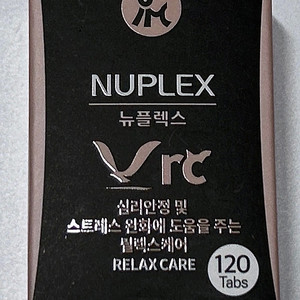 NUPLEX
뉴플렉스
Vrc
심리안정 및
스트레스 완화에 도움을 주는
릴렉스케어
RELAX CARE
120
Tabs